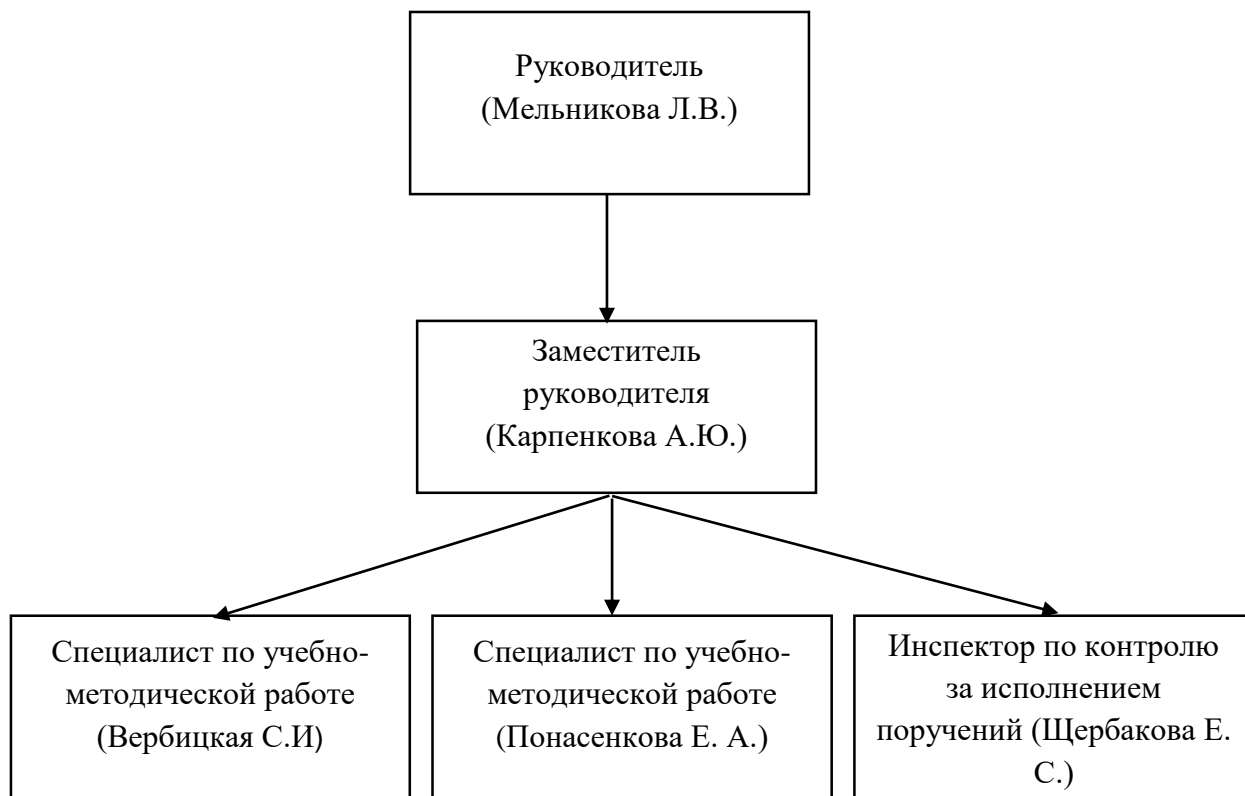 Руководитель
(Мельникова Л.В.)
Заместитель
руководителя
(Карпенкова А.Ю.)
Специалист по учебно-
методической работе
(Вербицкая С.И)
Специалист по учебно-
методической работе
(Понасенкова Е. А.)
Инспектор по контролю
за исполнением
поручений (Щербакова Е.
С.)